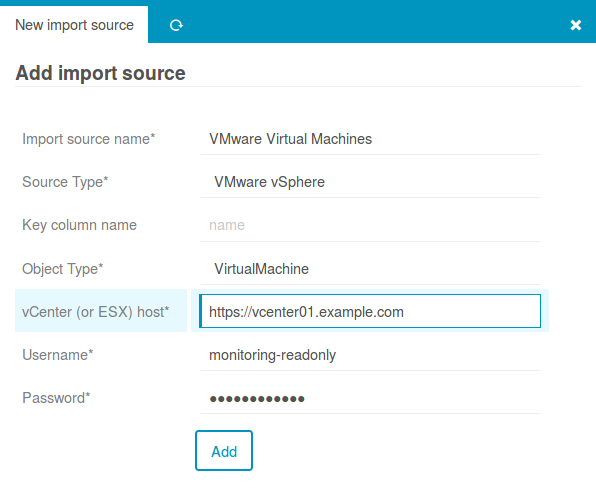 New import source
Add import source
Import source name* VMware Virtual Machines
Source Type* VMware vSphere
Key column name name
Object Type* VirtualMachine
vCenter (or ESX) host* https://vcenter01.example.com
Username* monitoring-readonly
Password* ●●●●●●●●●●●●
Add